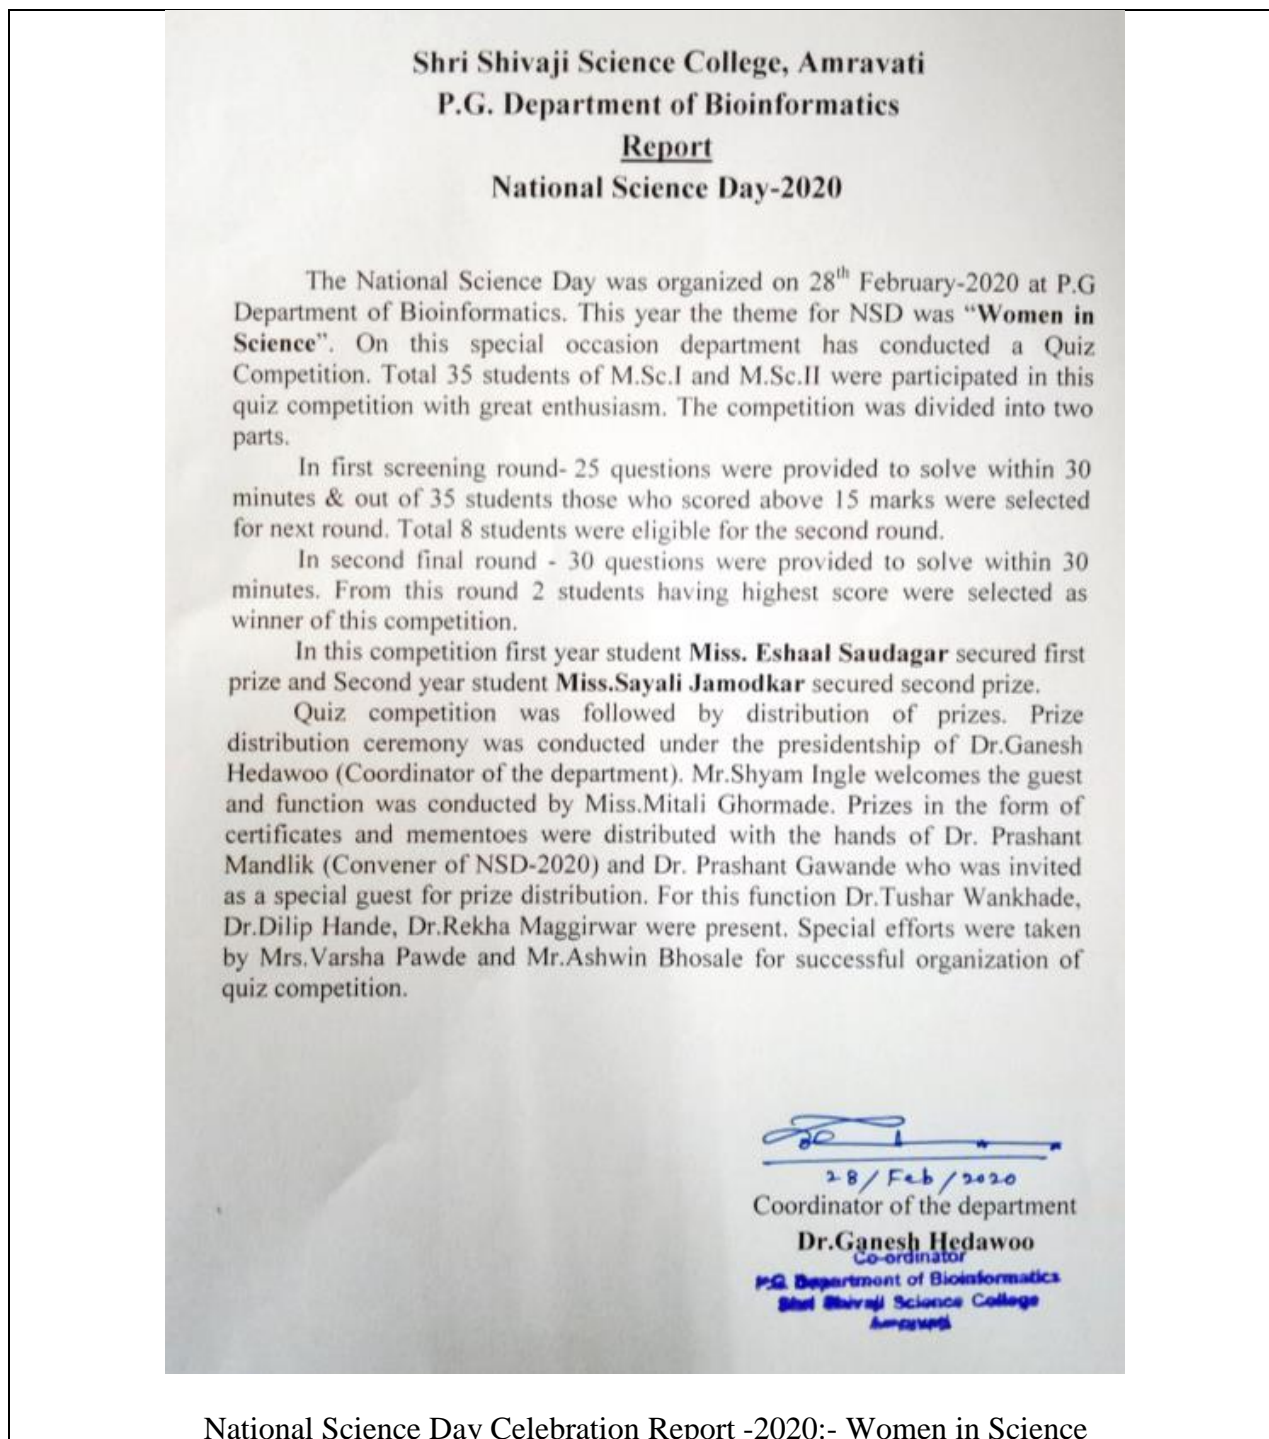 Shri Shivaji Science College, Amravati
P.G. Department of Bioinformatics
Report
National Science Day-2020
The National Science Day was organized on 28th February-2020 at P.G
Department of Bioinformatics. This year the theme for NSD was “Women in
Science”. On this special occasion department has conducted a Quiz
Competition. Total 35 students of M.Sc.I and M.Sc.II were participated in this
quiz competition with great enthusiasm. The competition was divided into two
parts.
In first screening round- 25 questions were provided to solve within 30
minutes & out of 35 students those who scored above 15 marks were selected
for next round. Total 8 students were eligible for the second round.
In second final round - 30 questions were provided to solve within 30
minutes. From this round 2 students having highest score were selected as
winner of this competition.
In this competition first year student Miss. Eshaal Saudagar secured first
prize and Second year student Miss.Sayali Jamodkar secured second prize.
Quiz competition was followed by distribution of prizes. Prize
distribution ceremony was conducted under the presidentship of Dr.Ganesh
Hedawoo (Coordinator of the department). Mr.Shyam Ingle welcomes the guest
and function was conducted by Miss.Mitali Ghormade. Prizes in the form of
certificates and mementoes were distributed with the hands of Dr. Prashant
Mandlik (Convener of NSD-2020) and Dr. Prashant Gawande who was invited
as a special guest for prize distribution. For this function Dr.Tushar Wankhade,
Dr.Dilip Hande, Dr.Rekha Maggirwar were present. Special efforts were taken
by Mrs.Varsha Pawde and Mr.Ashwin Bhosale for successful organization of
quiz competition.
28/Feb/2020
Coordinator of the department
Dr.Ganesh Hedawoo
Co-ordinator
P.G. Department of Bioinformatics
Shri Shivaji Science College
Amravati
National Science Day Celebration Report -2020:- Women in Science